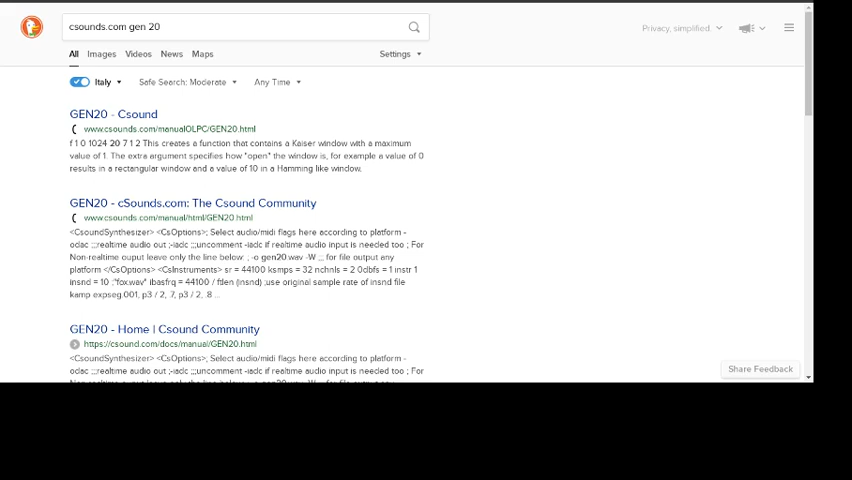 csounds.com gen 20
Privacy, simplified.
All Images Videos News Maps Settings
Italy Safe Search: Moderate Any Time
GEN20 - Csound
www.csounds.com/manualOLPC/GEN20.html
f 1 0 1024 20 7 1 2 This creates a function that contains a Kaiser window with a maximum
value of 1. The extra argument specifies how "open" the window is, for example a value of 0
results in a rectangular window and a value of 10 in a Hamming like window.
GEN20 - cSounds.com: The Csound Community
www.csounds.com/manual/html/GEN20.html
<CsoundSynthesizer> <CsOptions>; Select audio/midi flags here according to platform -
odac ;;;realtime audio out ;-iadc ;;;uncomment -iadc if realtime audio input is needed too ; For
Non-realtime ouput leave only the line below: ; -o gen20.wav -W ;;; for file output any
platform </CsOptions> <CsInstruments> sr = 44100 ksmps = 32 nchnls = 2 0dbfs = 1 instr 1
insnd = 10 ;"fox.wav" ibasfrq = 44100 / ftlen (insnd) ;use original sample rate of insnd file
kamp expseg.001, p3 / 2, .7, p3 / 2, .8 ...
GEN20 - Home | Csound Community
https://csound.com/docs/manual/GEN20.html
<CsoundSynthesizer> <CsOptions>; Select audio/midi flags here according to platform -
odac ;;;realtime audio out ;-iadc ;;;uncomment -iadc if realtime audio input is needed too ; For
Share Feedback